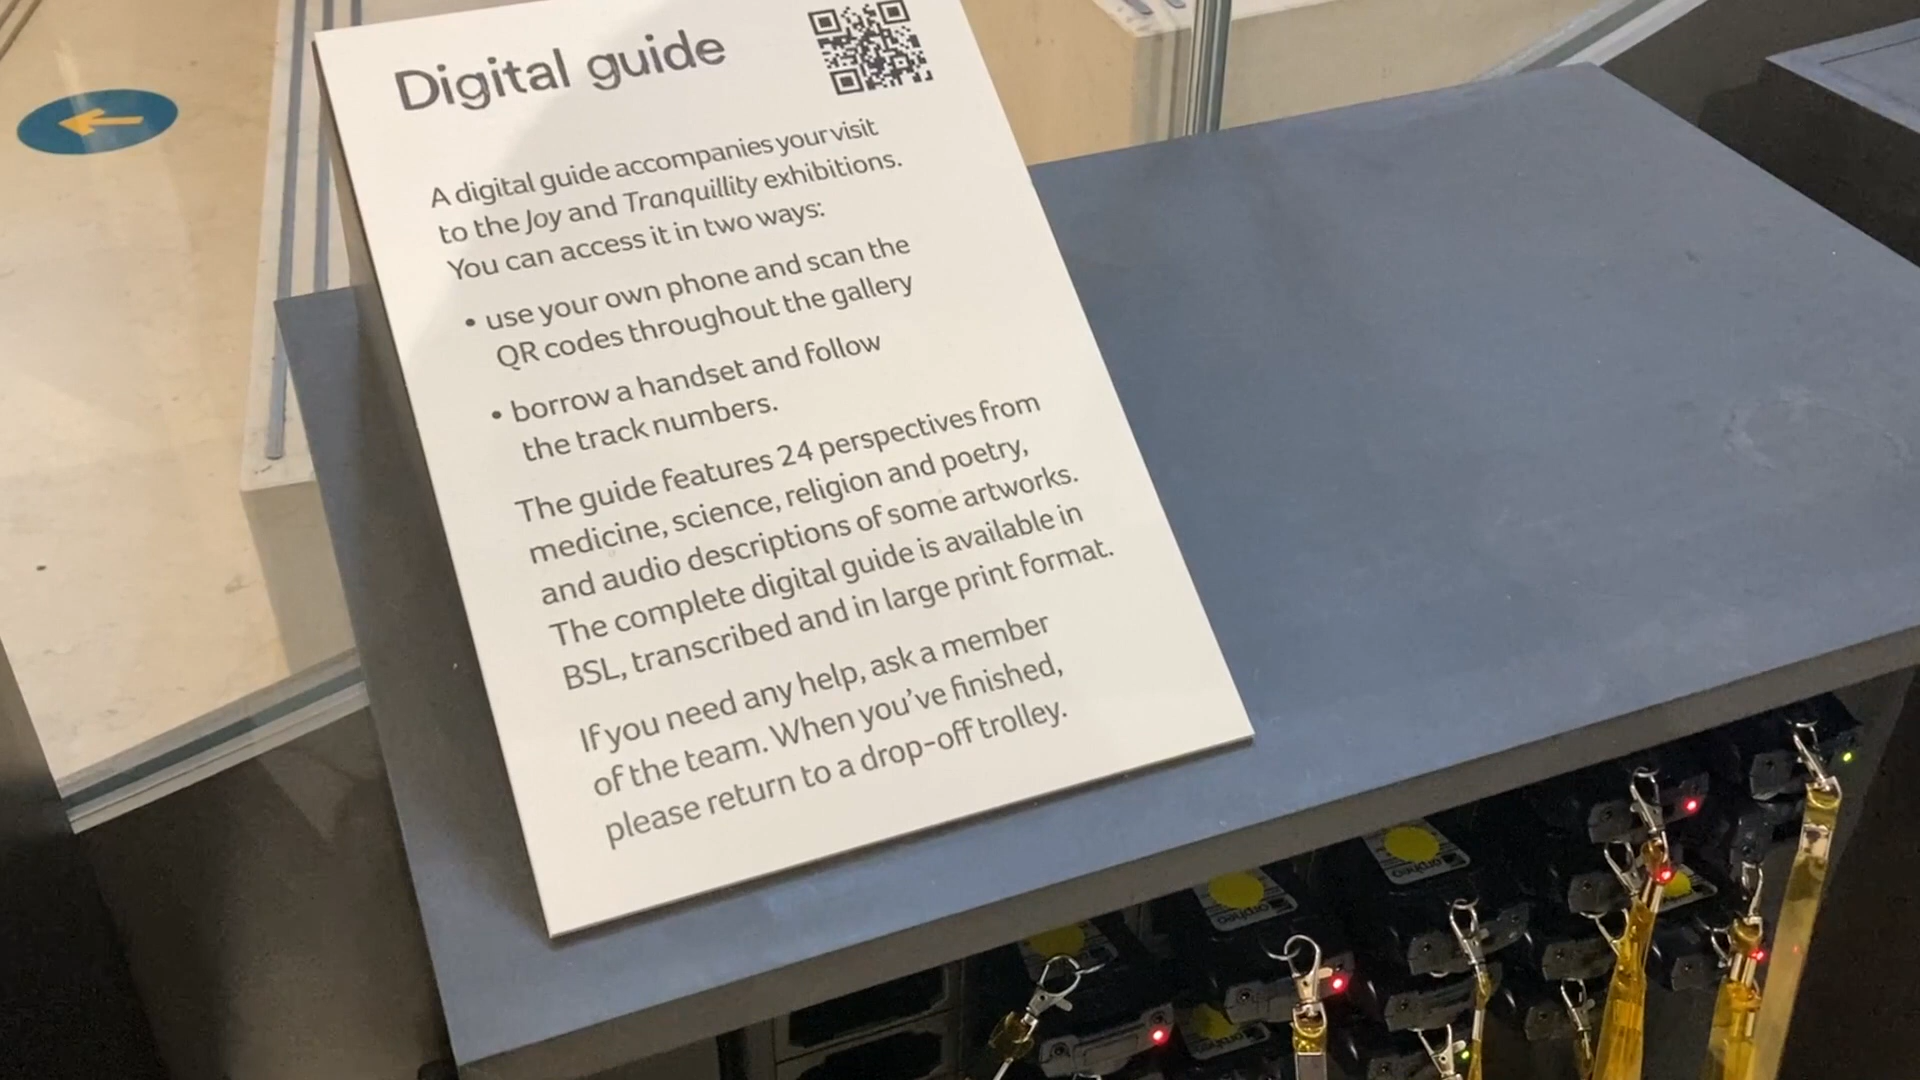 Digital guide
A digital guide accompanies your visit
to the Joy and Tranquillity exhibitions.
You can access it in two ways:
• use your own phone and scan the
QR codes throughout the gallery
• borrow a handset and follow
the track numbers.
The guide features 24 perspectives from
medicine, science, religion and poetry,
and audio descriptions of some artworks.
The complete digital guide is available in
BSL, transcribed and in large print format.
If you need any help, ask a member
of the team. When you’ve finished,
please return to a drop-off trolley.
orpheo
orpheo